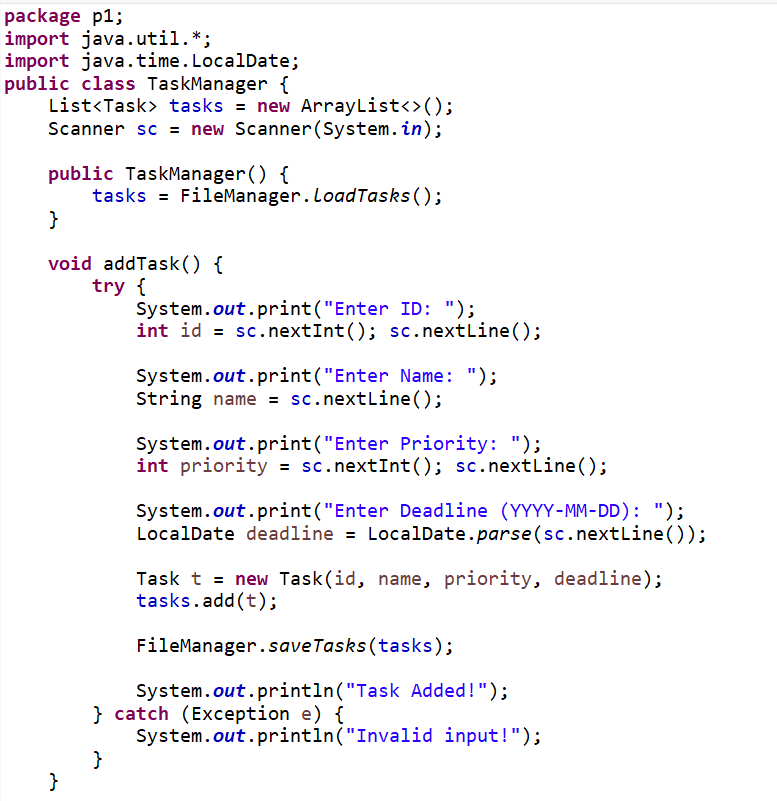 package p1;
import java.util.*;
import java.time.LocalDate;
public class TaskManager {
    List<Task> tasks = new ArrayList<>();
    Scanner sc = new Scanner(System.in);

    public TaskManager() {
        tasks = FileManager.loadTasks();
    }

    void addTask() {
        try {
            System.out.print("Enter ID: ");
            int id = sc.nextInt(); sc.nextLine();

            System.out.print("Enter Name: ");
            String name = sc.nextLine();

            System.out.print("Enter Priority: ");
            int priority = sc.nextInt(); sc.nextLine();

            System.out.print("Enter Deadline (YYYY-MM-DD): ");
            LocalDate deadline = LocalDate.parse(sc.nextLine());

            Task t = new Task(id, name, priority, deadline);
            tasks.add(t);

            FileManager.saveTasks(tasks);

            System.out.println("Task Added!");
        } catch (Exception e) {
            System.out.println("Invalid input!");
        }
    }